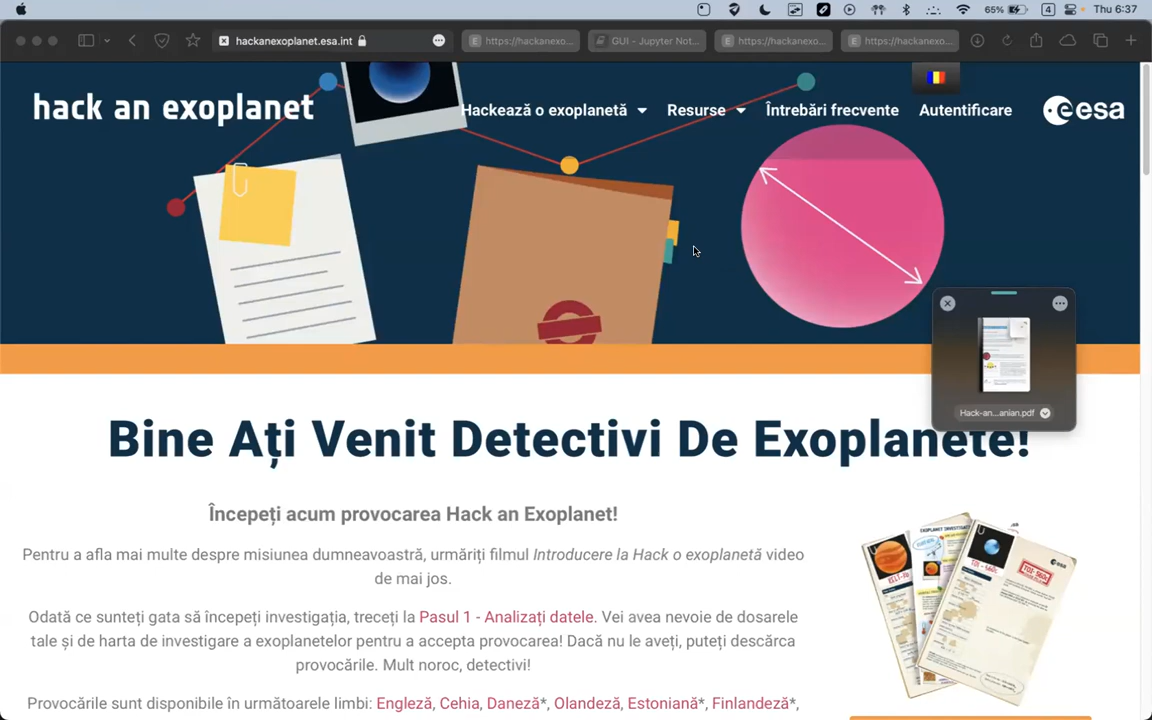 65%
4
Thu 6:37
hackanexoplanet.esa.int
https://hackanexo...
GUI - Jupyter Not...
https://hackanexo...
https://hackanexo...
hack an exoplanet
Hackează o exoplanetă
Resurse
Întrebări frecvente
Autentificare
esa
Hack-an...anian.pdf
Bine Ați Venit Detectivi De Exoplanete!
Începeți acum provocarea Hack an Exoplanet!
Pentru a afla mai multe despre misiunea dumneavoastră, urmăriți filmul Introducere la Hack o exoplanetă video
de mai jos.
Odată ce sunteți gata să începeți investigația, treceți la Pasul 1 - Analizați datele. Vei avea nevoie de dosarele
tale și de harta de investigare a exoplanetelor pentru a accepta provocarea! Dacă nu le aveți, puteți descărca
provocările. Mult noroc, detectivi!
Provocările sunt disponibile în următoarele limbi: Engleză, Cehia, Daneză*, Olandeză, Estoniană*, Finlandeză*,